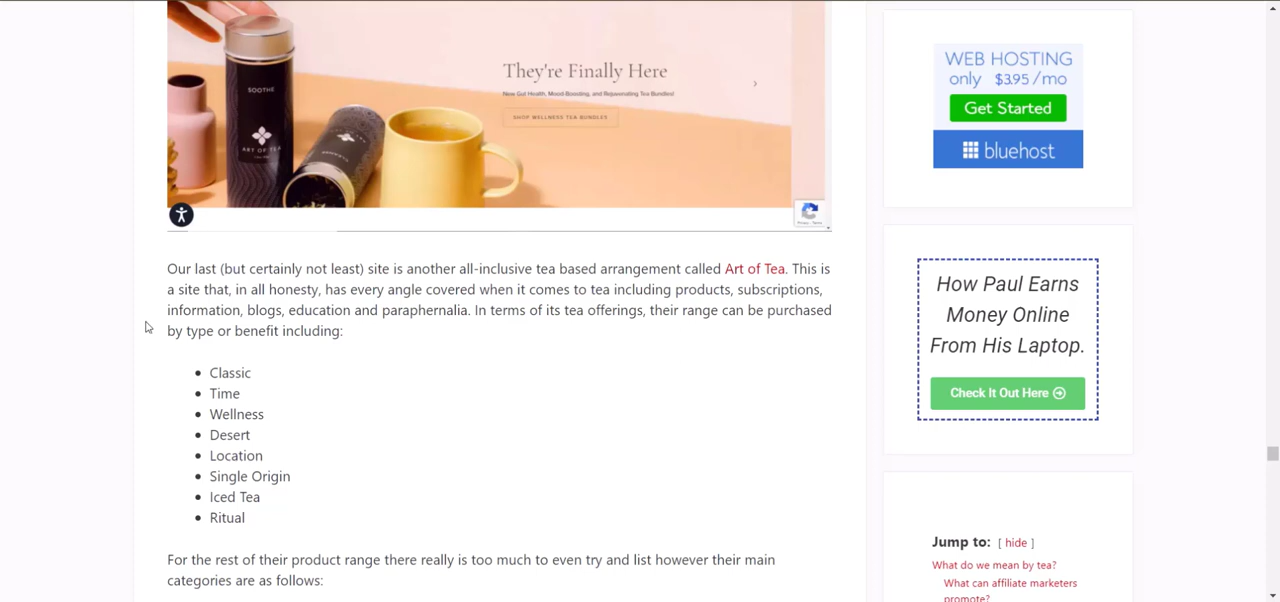 They're Finally Here
New Gut Health, Mood-Boosting, and Rejuvenating Tea Bundles!
SHOP WELLNESS TEA BUNDLES
SOOTHE
ART OF TEA
Our last (but certainly not least) site is another all-inclusive tea based arrangement called Art of Tea. This is
a site that, in all honesty, has every angle covered when it comes to tea including products, subscriptions,
information, blogs, education and paraphernalia. In terms of its tea offerings, their range can be purchased
by type or benefit including:
• Classic
• Time
• Wellness
• Desert
• Location
• Single Origin
• Iced Tea
• Ritual
For the rest of their product range there really is too much to even try and list however their main
categories are as follows:
WEB HOSTING
only $3.95/mo
Get Started
bluehost
How Paul Earns
Money Online
From His Laptop.
Check It Out Here
Jump to: [ hide ]
What do we mean by tea?
What can affiliate marketers
promote?